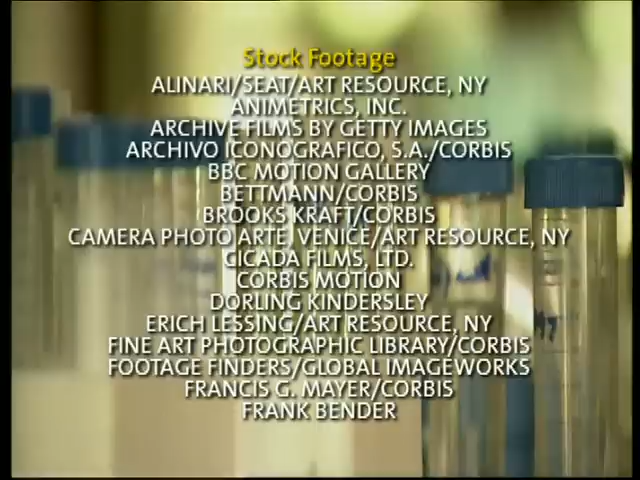 Stock Footage
ALINARI/SEAT/ART RESOURCE, NY
ANIMETRICS, INC.
ARCHIVE FILMS BY GETTY IMAGES
ARCHIVO ICONOGRAFICO, S.A./CORBIS
BBC MOTION GALLERY
BETTMANN/CORBIS
BROOKS KRAFT/CORBIS
CAMERA PHOTO ARTE, VENICE/ART RESOURCE, NY
CICADA FILMS, LTD.
CORBIS MOTION
DORLING KINDERSLEY
ERICH LESSING/ART RESOURCE, NY
FINE ART PHOTOGRAPHIC LIBRARY/CORBIS
FOOTAGE FINDERS/GLOBAL IMAGEWORKS
FRANCIS G. MAYER/CORBIS
FRANK BENDER